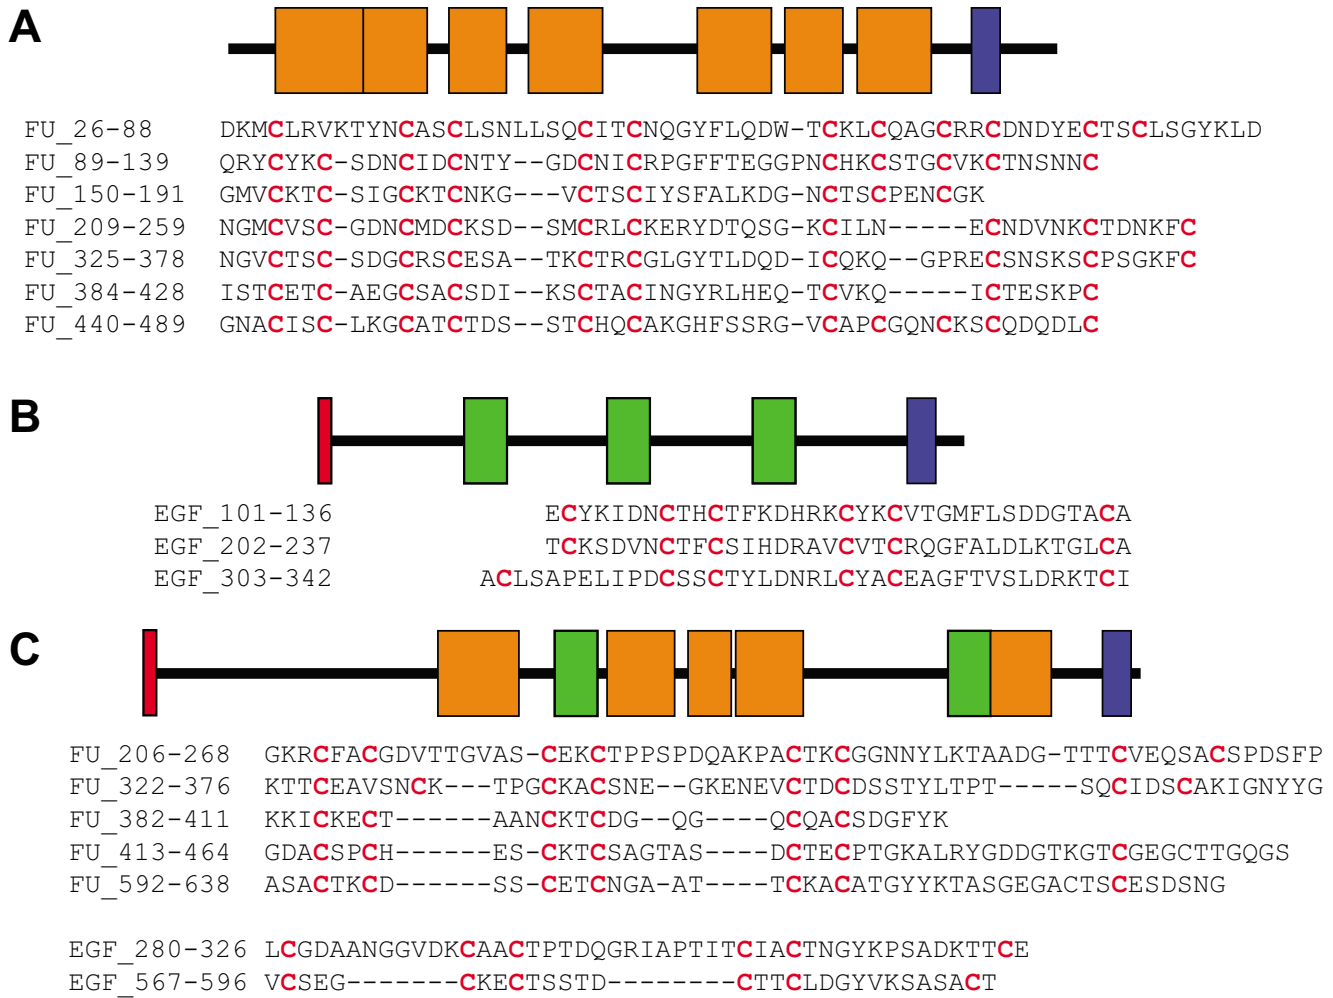 A
FU_26-88 DKMCLRVKTYNCASCLSNLLSQCITCNQGYFLQDW-TCKLCQAGCRRCDNDYECTSCLSGYKLD
FU_89-139 QRYCYKC-SDNCIDCNTY--GDCNICRPGFFTEGGPNCHKCSTGCVKCTNSNNC
FU_150-191 GMVCKTC-SIGCKTCNKG---VCTSCIYSFALKDG-NCTSCPENCGK
FU_209-259 NGMCVSC-GDNCMDCKSD--SMCRLCKERYDTQSG-KCILN-----ECNDVNKCTDNKFC
FU_325-378 NGVCTSC-SDGCRSCESA--TKCTRCGLGYTLDQD-ICQKQ--GPRECSNSKSCPSGKFC
FU_384-428 ISTCETC-AEGCSACSDI--KSCTACINGYRLHEQ-TCVKQ-----ICTESKPC
FU_440-489 GNACISC-LKGCATCTDS--STCHQCAKGHFSSRG-VCAPCGQNCKSCQDQDLC
B
EGF_101-136 ECYKIDNCTHCTFKDHRKCYKCVTGMFLSDDGTACA
EGF_202-237 TCKSDVNCTFCSIHDRAVCVTCRQGFALDLKTGLCA
EGF_303-342 ACLSAPELIPDCSSCTYLDNRLCYACEAGFTVSLDRKTCI
C
FU_206-268 GKRCFACGDVTTGVAS-CEKCTPPSPDQAKPACTKCGGNNYLKTAADG-TTTCVEQSACSPDSFP
FU_322-376 KTTCEAVSNCK---TPGCKACSNE--GKENEVCTDCDSSTYLTPT-----SQCIDSCAKIGNYYG
FU_382-411 KKICKECT------AANCKTCDG--QG----QCQACSDGFYK
FU_413-464 GDACSPCH------ES-CKTCSAGTAS----DCTECPTGKALRYGDDGTKGTCGEGCTTGQGS
FU_592-638 ASACTKCD------SS-CETCNGA-AT----TCKACATGYYKTASGEGACTSCESDSNG
EGF_280-326 LCGDAANGGVDKCAACTPTDQGRIAPTITCIACTNGYKPSADKTTCE
EGF_567-596 VCSEG-------CKECTSSTD--------CTTCLDGYVKSASACT